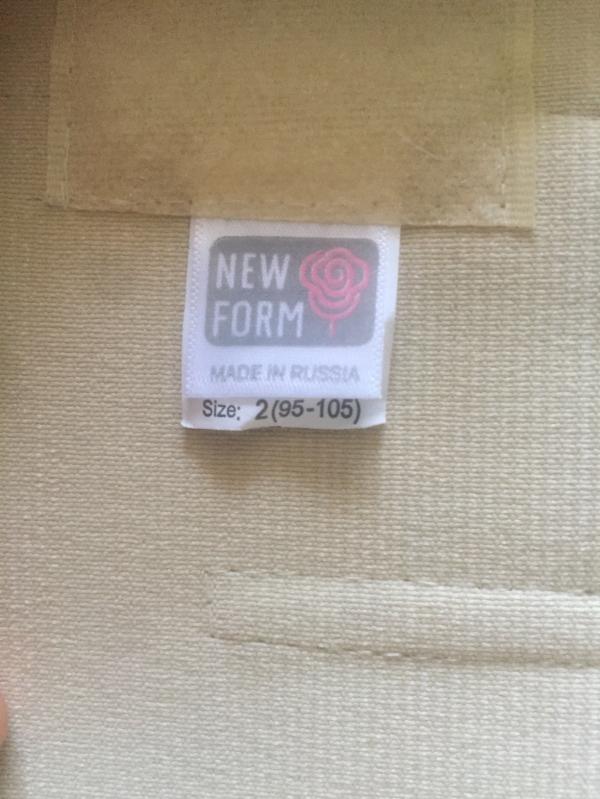 NEW
FORM
MADE IN RUSSIA
Size: 2(95-105)